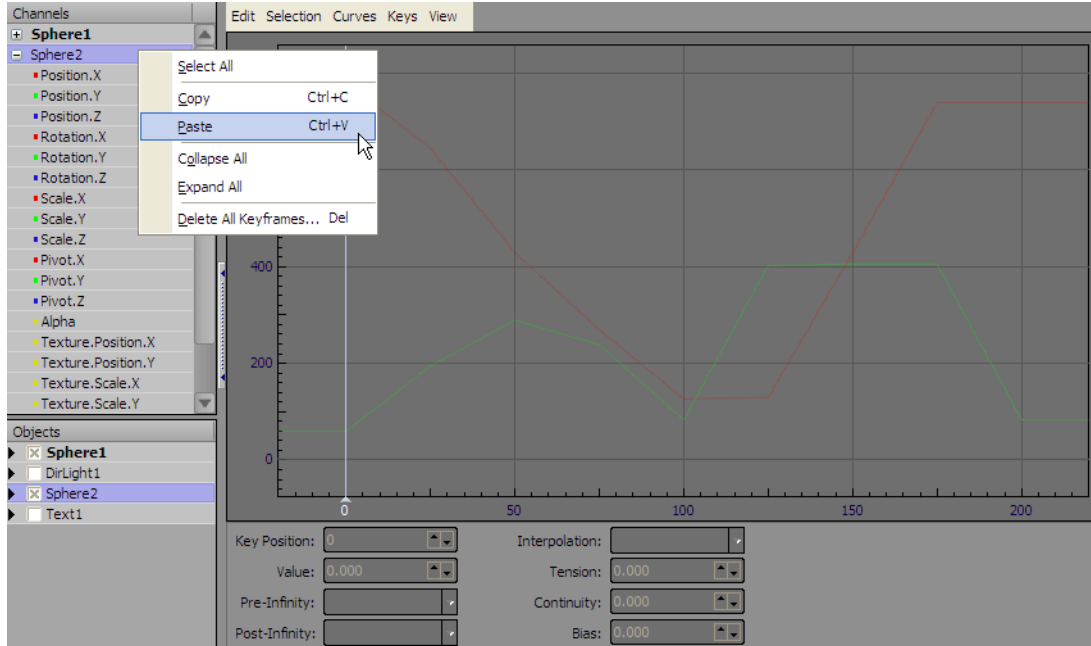 Channels
Edit Selection Curves Keys View
Sphere1
Sphere2
Position.X
Position.Y
Position.Z
Rotation.X
Rotation.Y
Rotation.Z
Scale.X
Scale.Y
Scale.Z
Pivot.X
Pivot.Y
Pivot.Z
Alpha
Texture.Position.X
Texture.Position.Y
Texture.Scale.X
Texture.Scale.Y
Select All
Copy Ctrl+C
Paste Ctrl+V
Collapse All
Expand All
Delete All Keyframes... Del
400
200
0
0 50 100 150 200
Objects
Sphere1
DirLight1
Sphere2
Text1
Key Position: 0 Interpolation:
Value: 0.000 Tension: 0.000
Pre-Infinity: Continuity: 0.000
Post-Infinity: Bias: 0.000